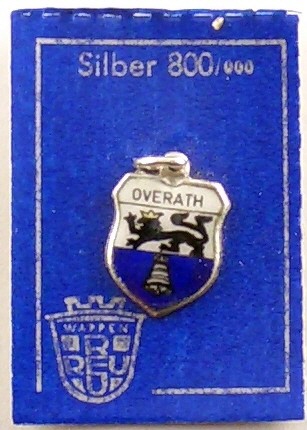 Silber 800/000
OVERATH
WAPPEN
REU